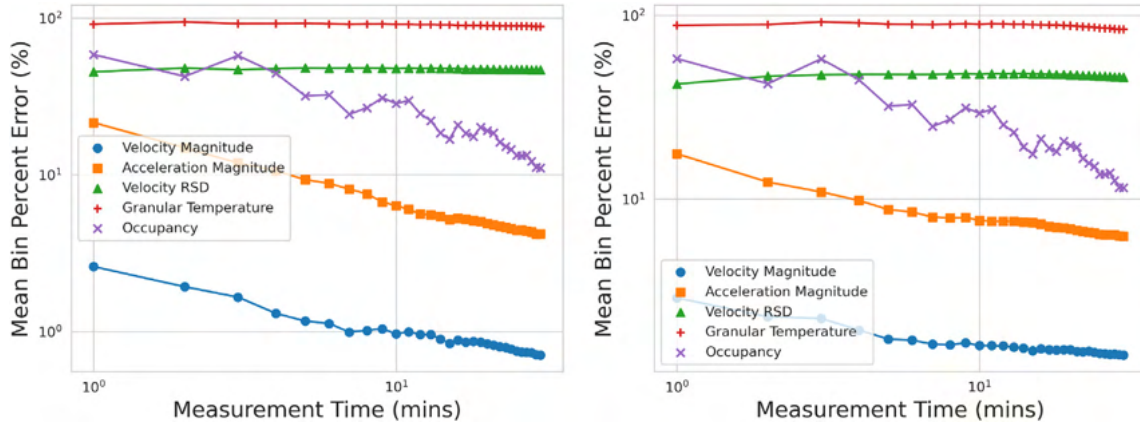 Mean Bin Percent Error (%)
10²
10¹
10⁰
Velocity Magnitude
Acceleration Magnitude
Velocity RSD
Granular Temperature
Occupancy
10⁰
10¹
Measurement Time (mins)
Mean Bin Percent Error (%)
10²
10¹
Velocity Magnitude
Acceleration Magnitude
Velocity RSD
Granular Temperature
Occupancy
10⁰
10¹
Measurement Time (mins)